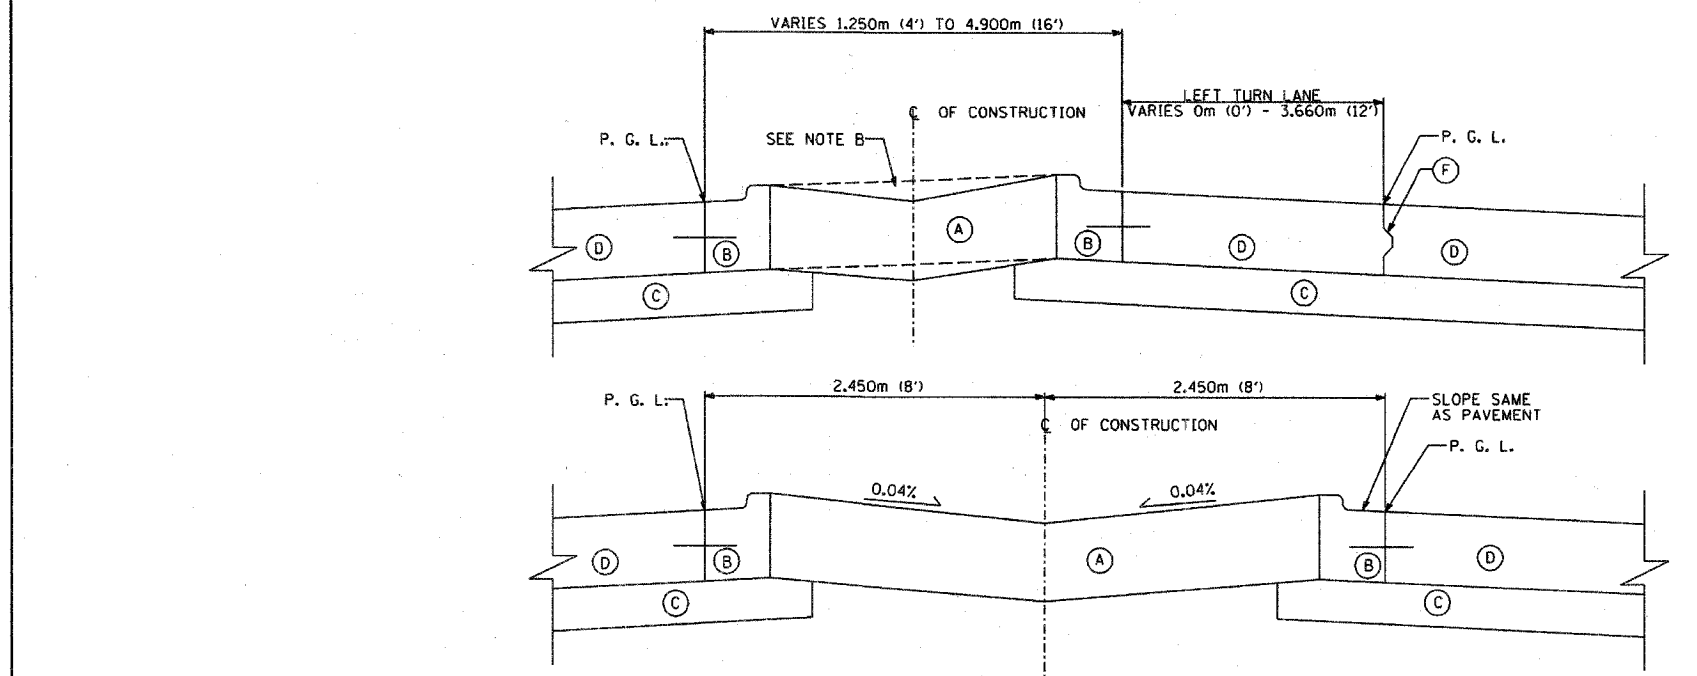 VARIES 1.250m (4') TO 4.900m (16')
LEFT TURN LANE
VARIES 0m (0') - 3.660m (12')
℄ OF CONSTRUCTION
P. G. L.
SEE NOTE B
P. G. L.
F
A
D
B
B
D
D
C
C
2.450m (8')
2.450m (8')
P. G. L.
SLOPE SAME
AS PAVEMENT
℄ OF CONSTRUCTION
P. G. L.
0.04%
0.04%
D
B
A
B
D
C
C